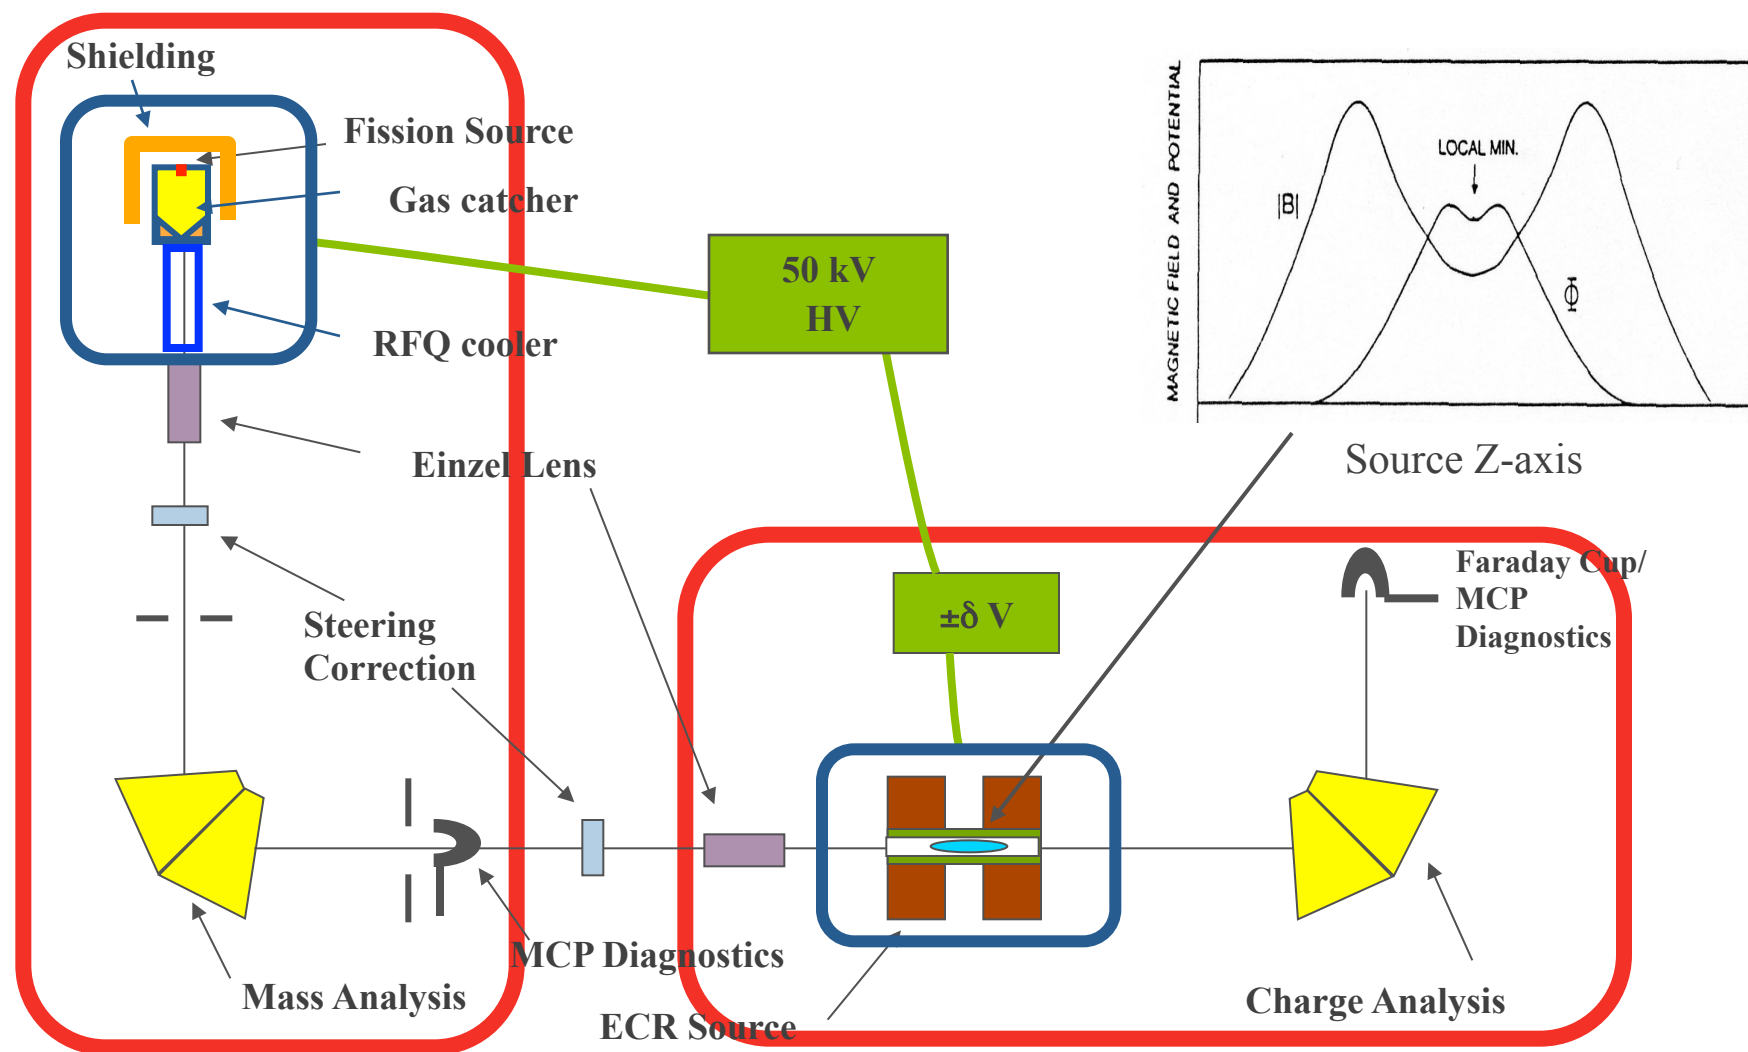 Shielding
Fission Source
Gas catcher
RFQ cooler
Einzel Lens
Steering
Correction
Mass Analysis
MCP Diagnostics
ECR Source
50 kV
HV
±δ V
MAGNETIC FIELD AND POTENTIAL
|B|
LOCAL MIN.
Φ
Source Z-axis
Faraday Cup/
MCP
Diagnostics
Charge Analysis